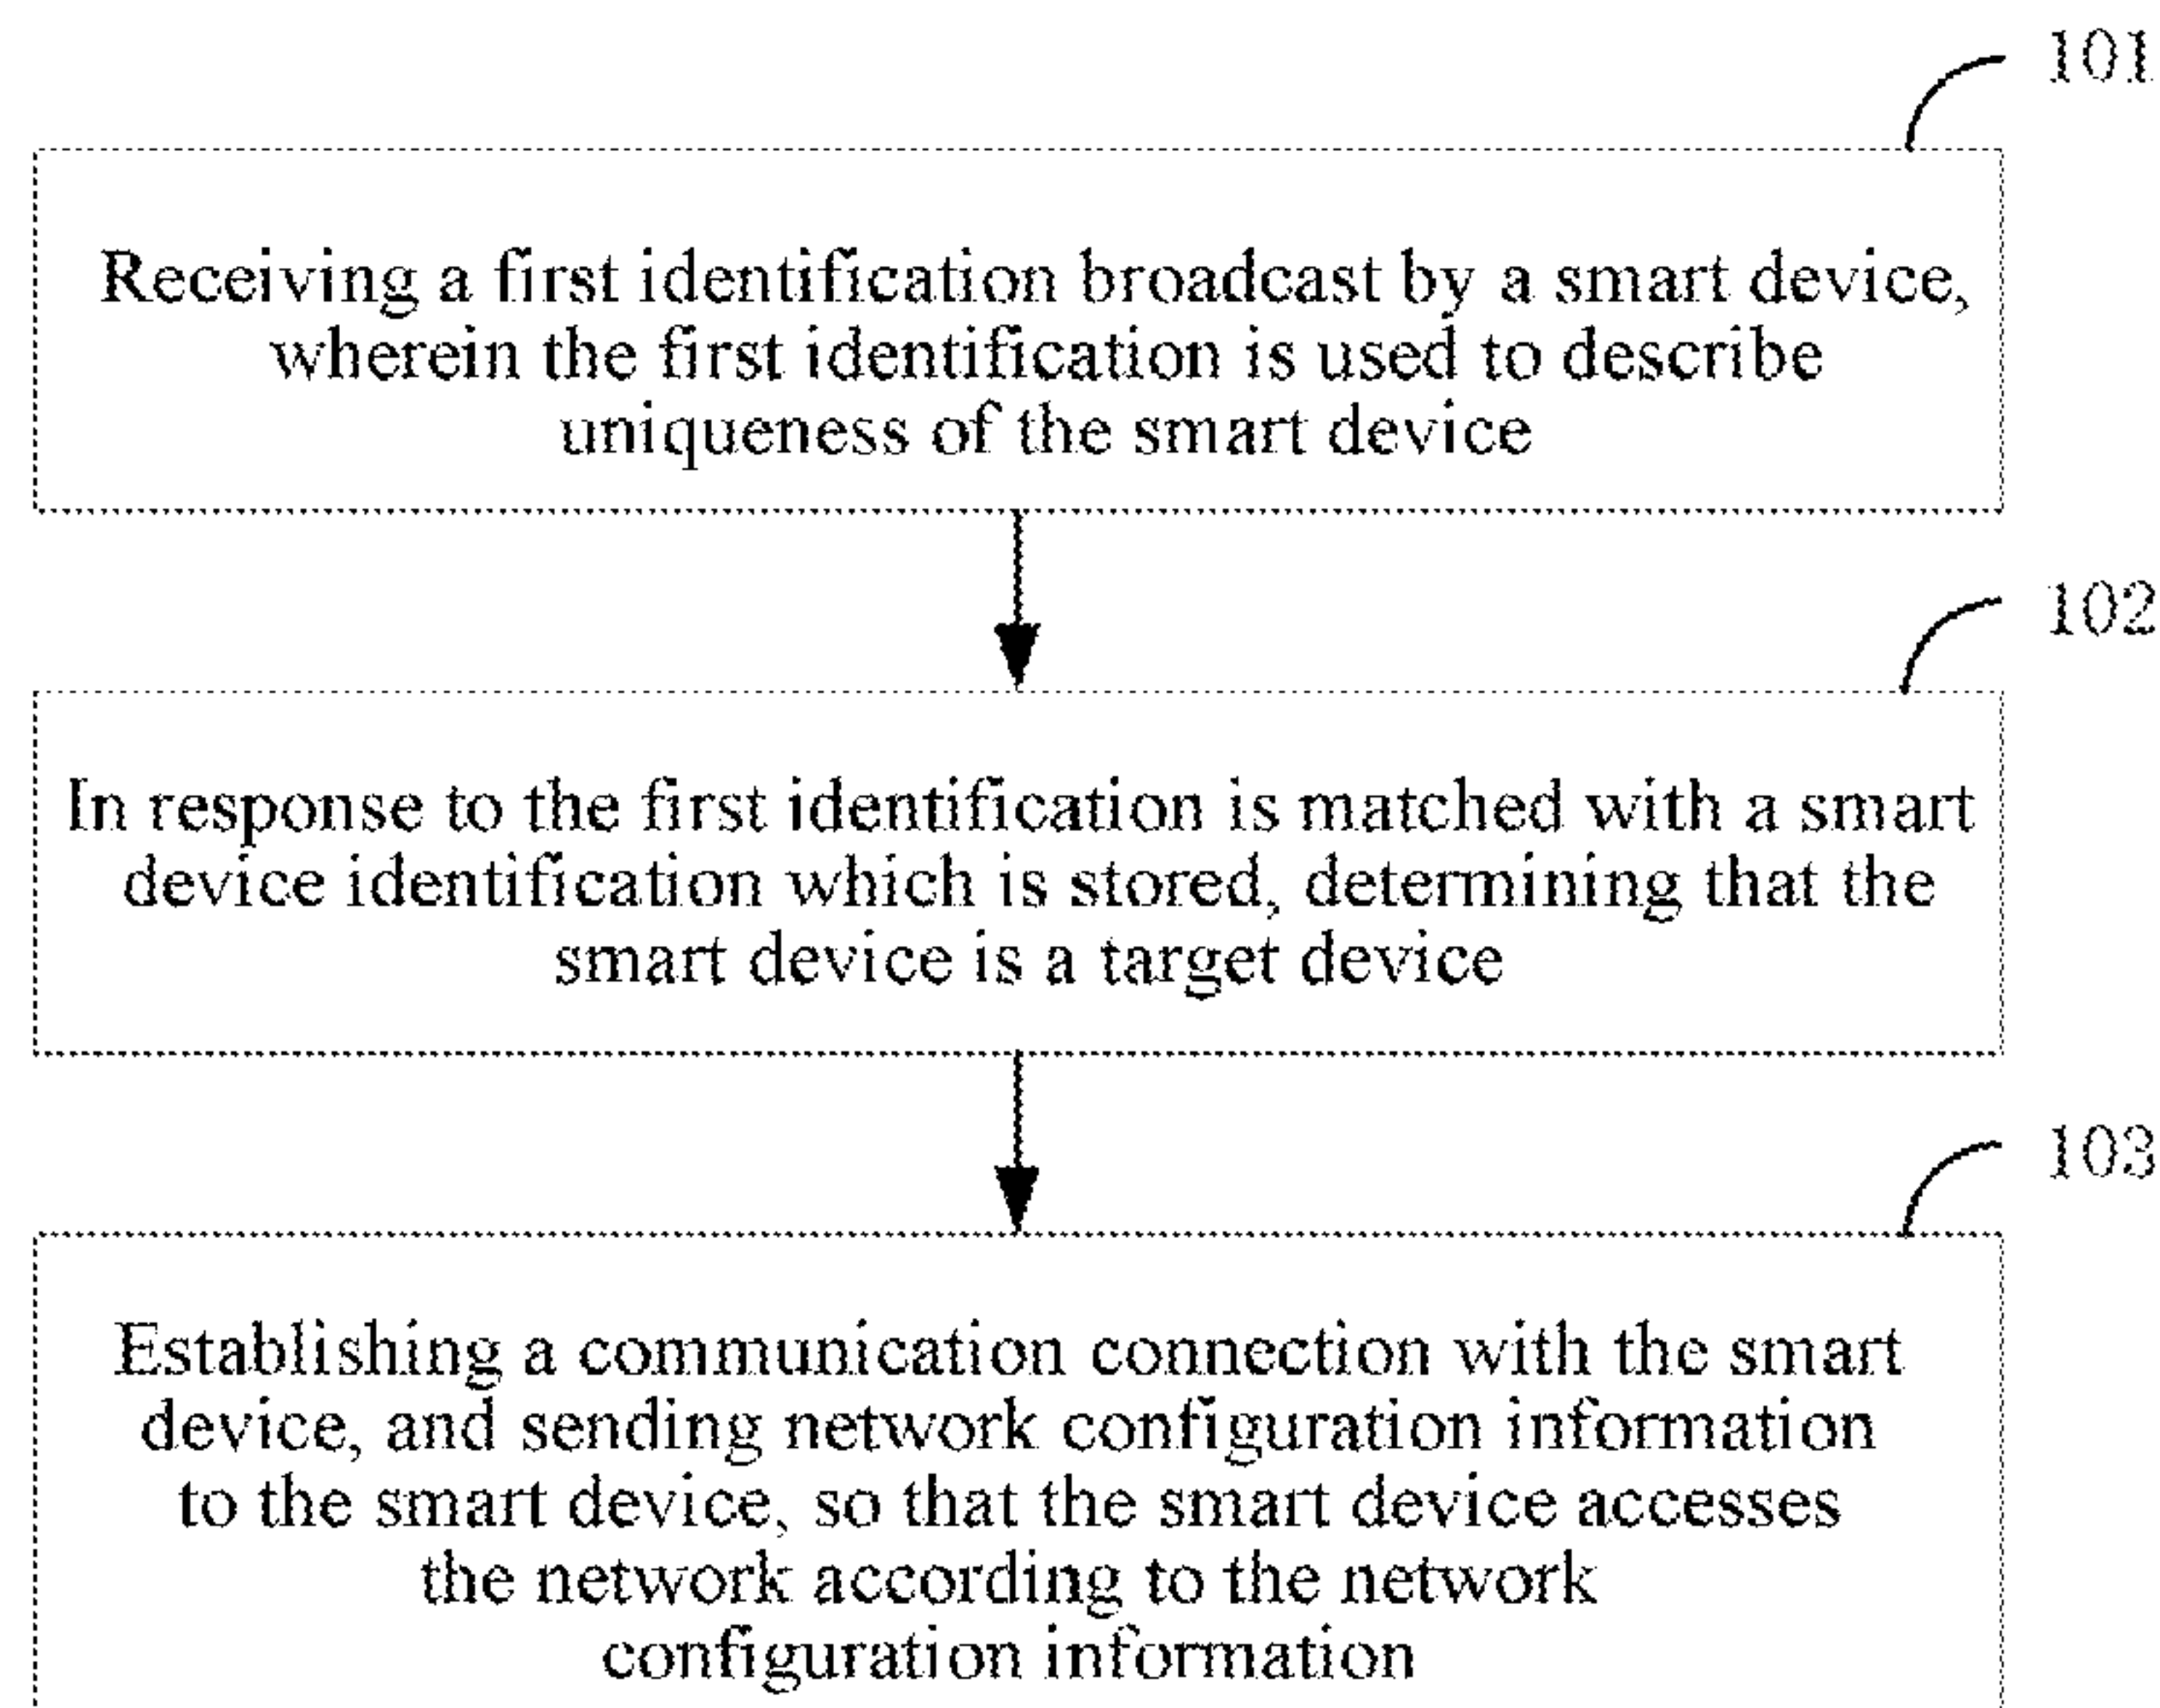 101
Receiving a first identification broadcast by a smart device,
wherein the first identification is used to describe
uniqueness of the smart device
102
In response to the first identification is matched with a smart
device identification which is stored, determining that the
smart device is a target device
103
Establishing a communication connection with the smart
device, and sending network configuration information
to the smart device, so that the smart device accesses
the network according to the network
configuration information